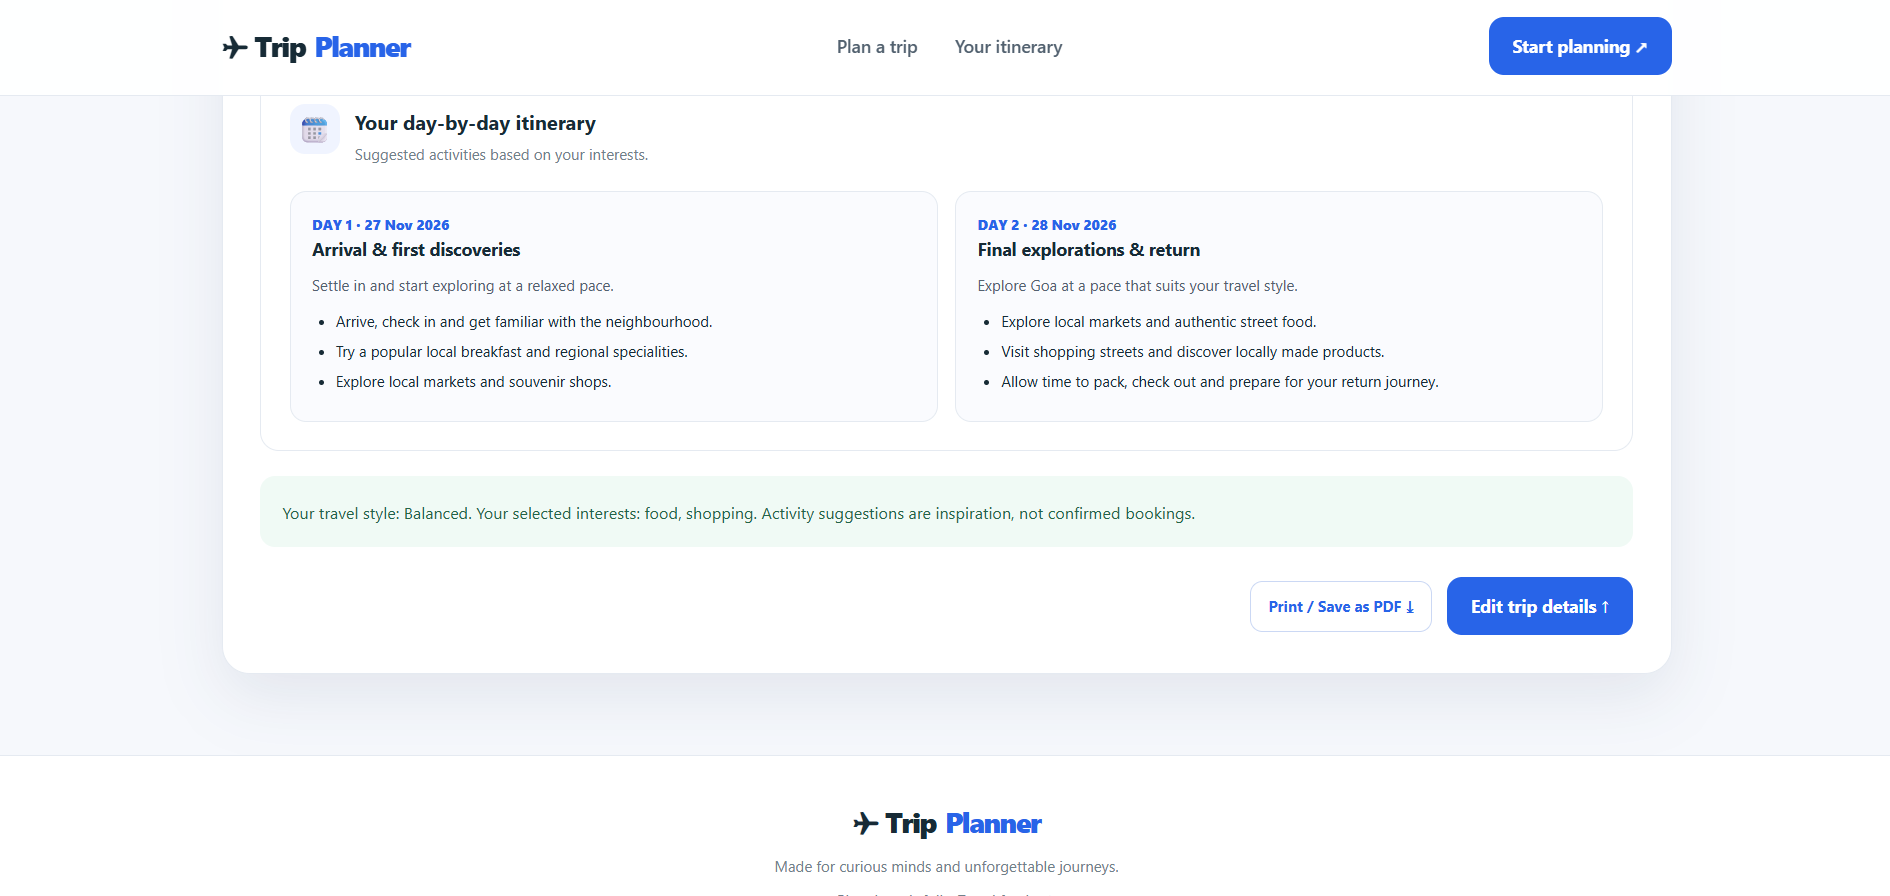 ✈ Trip Planner
Plan a trip
Your itinerary
Start planning ↗
Your day-by-day itinerary
Suggested activities based on your interests.
DAY 1 · 27 Nov 2026
Arrival & first discoveries
Settle in and start exploring at a relaxed pace.
• Arrive, check in and get familiar with the neighbourhood.
• Try a popular local breakfast and regional specialities.
• Explore local markets and souvenir shops.
DAY 2 · 28 Nov 2026
Final explorations & return
Explore Goa at a pace that suits your travel style.
• Explore local markets and authentic street food.
• Visit shopping streets and discover locally made products.
• Allow time to pack, check out and prepare for your return journey.
Your travel style: Balanced. Your selected interests: food, shopping. Activity suggestions are inspiration, not confirmed bookings.
Print / Save as PDF ↓
Edit trip details ↑
✈ Trip Planner
Made for curious minds and unforgettable journeys.